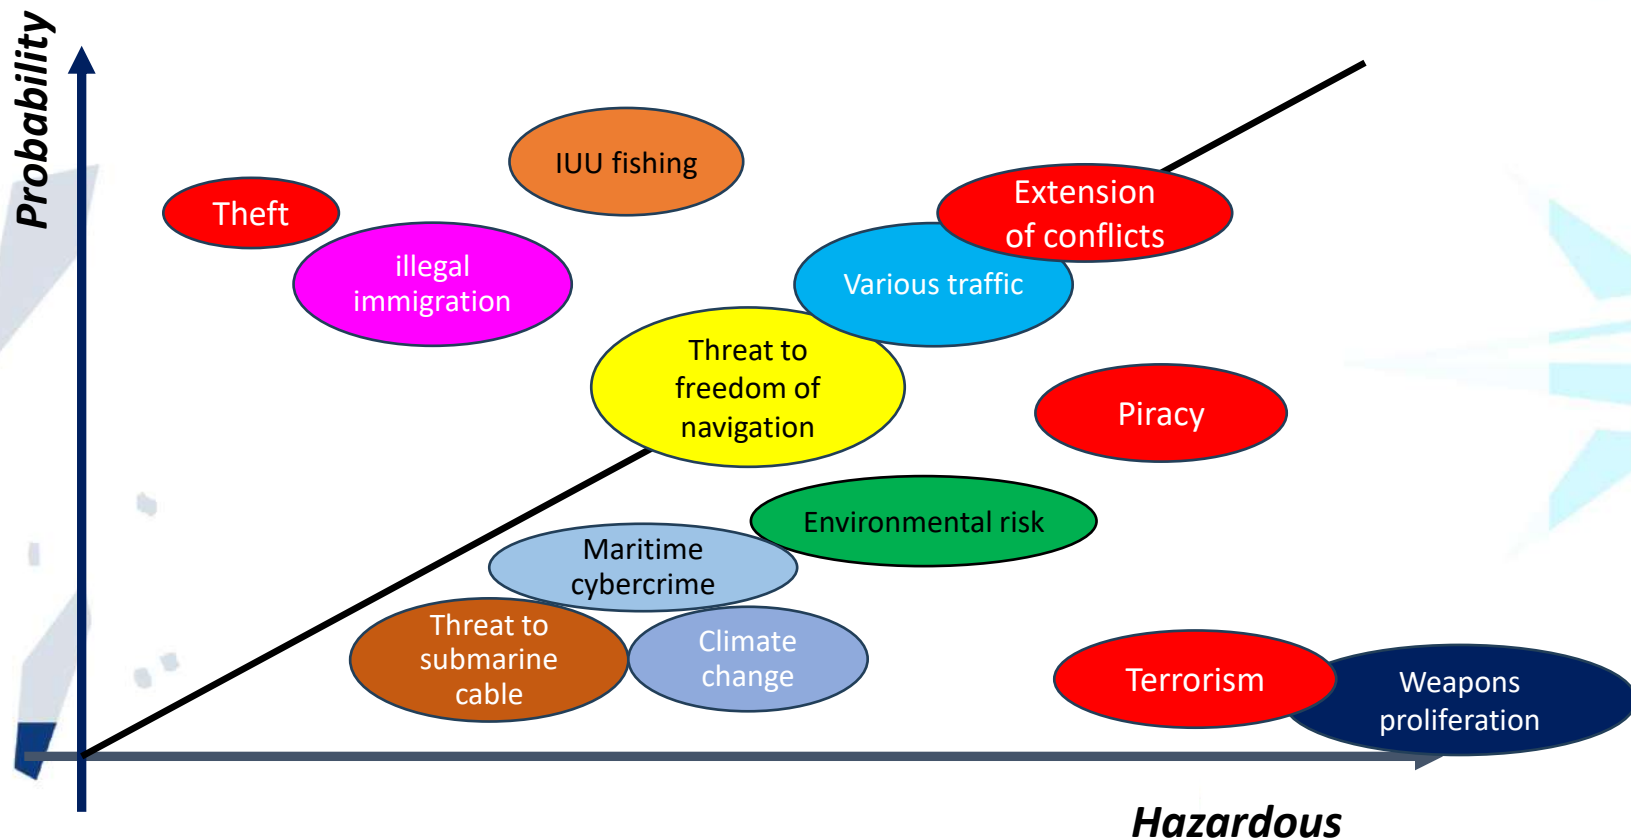 Probability
IUU fishing
Theft
Extension
of conflicts
illegal
immigration
Various traffic
Threat to
freedom of
navigation
Piracy
Environmental risk
Maritime
cybercrime
Threat to
submarine
cable
Climate
change
Terrorism
Weapons
proliferation
Hazardous